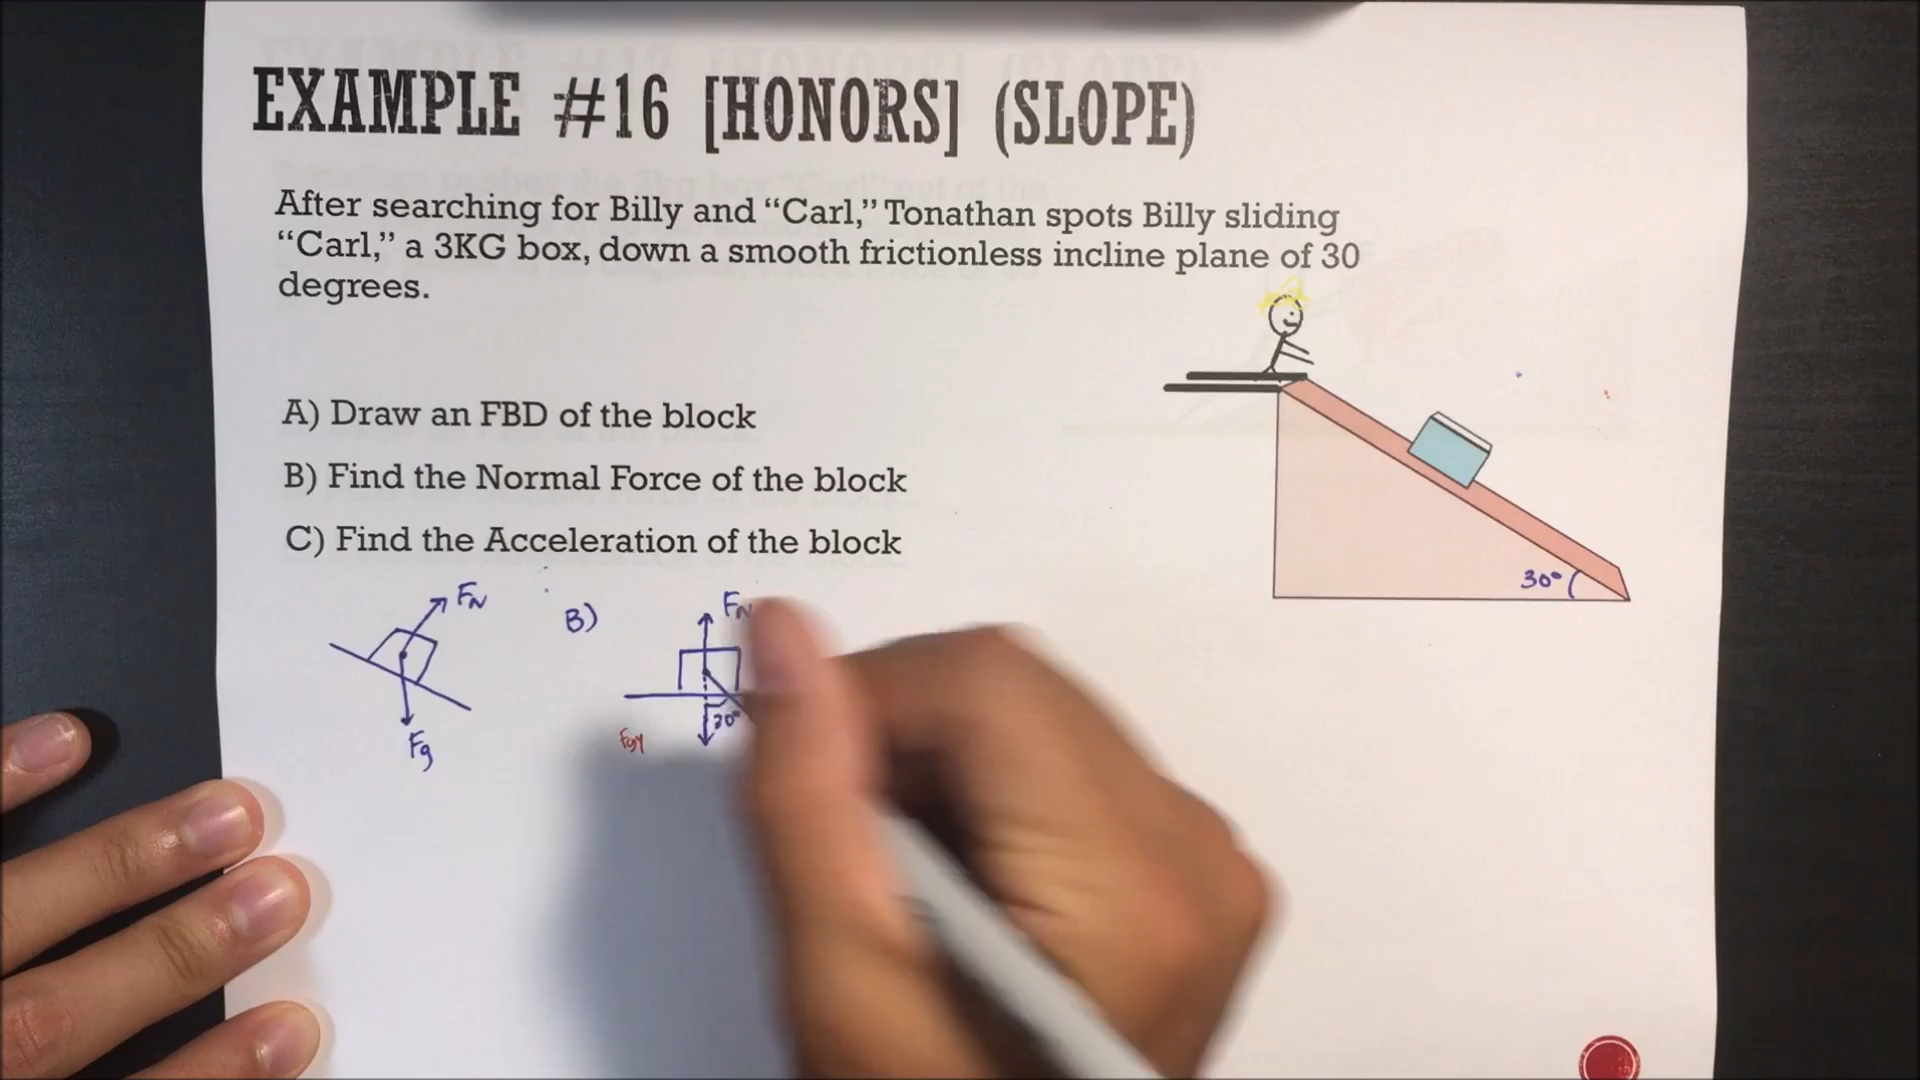 EXAMPLE #16 [HONORS] (SLOPE)
After searching for Billy and “Carl,” Tonathan spots Billy sliding
“Carl,” a 3KG box, down a smooth frictionless incline plane of 30
degrees.
A) Draw an FBD of the block
B) Find the Normal Force of the block
C) Find the Acceleration of the block
30°
FN
Fg
B)
FN
30°
Fgy